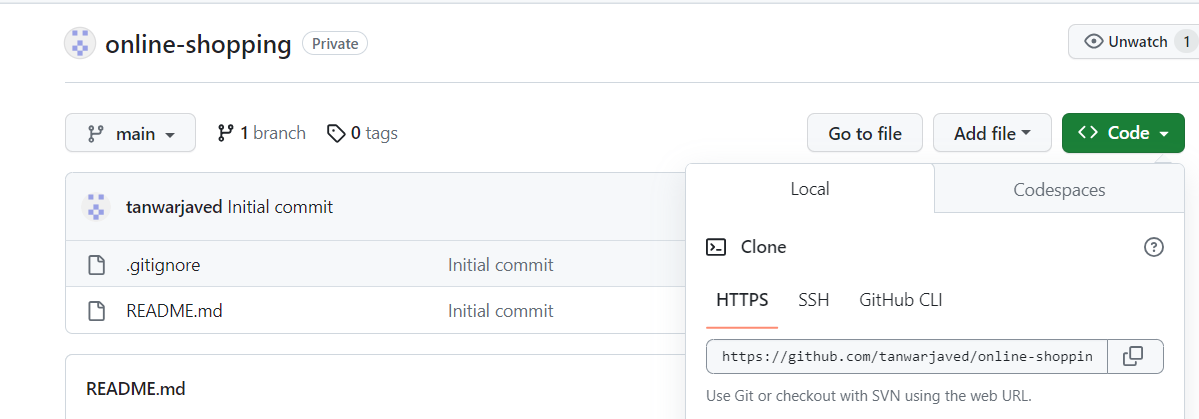 online-shopping Private Unwatch 1
main 1 branch 0 tags Go to file Add file Code
Local Codespaces
tanwarjaved Initial commit
Clone
.gitignore Initial commit
HTTPS SSH GitHub CLI
README.md Initial commit
https://github.com/tanwarjaved/online-shoppin
README.md
Use Git or checkout with SVN using the web URL.